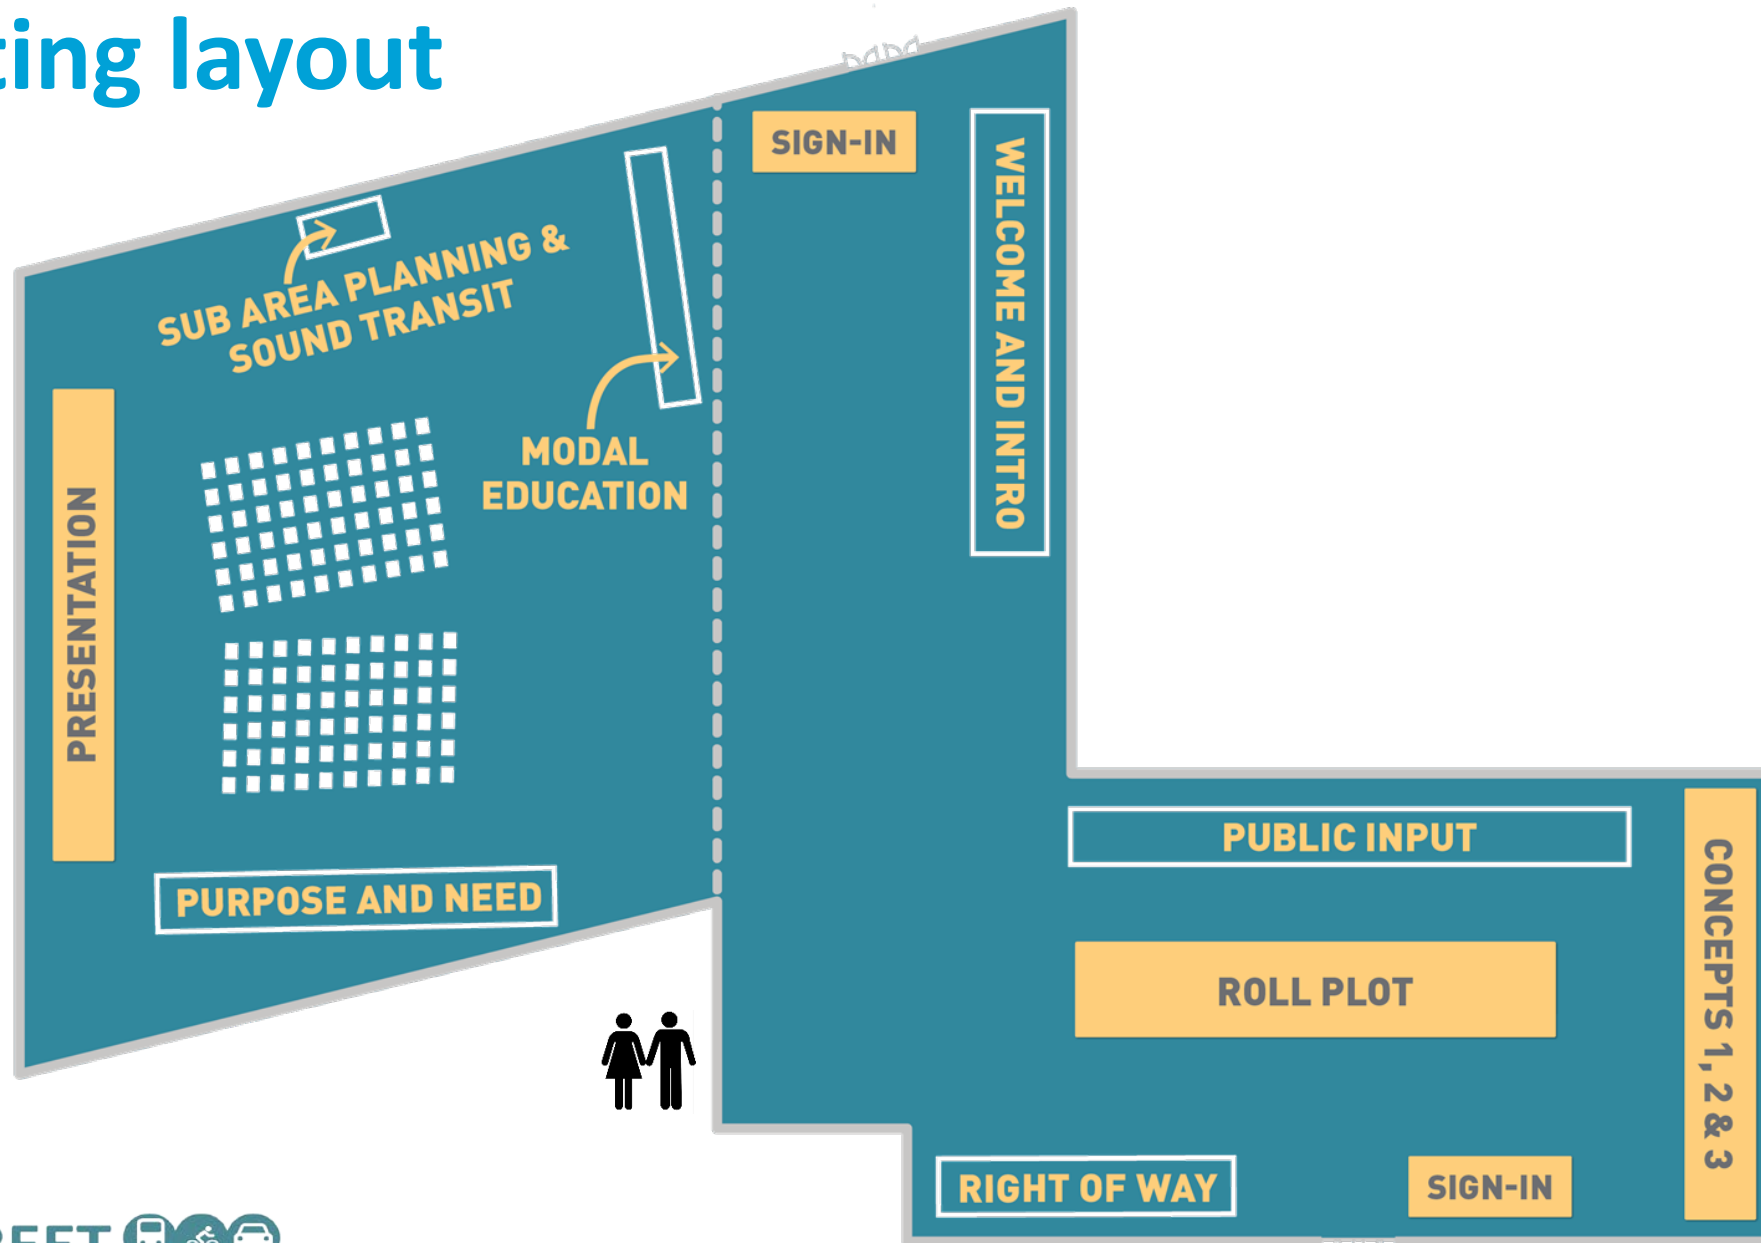 ting layout
SIGN-IN
WELCOME AND INTRO
SUB AREA PLANNING &
SOUND TRANSIT
MODAL
EDUCATION
PRESENTATION
PURPOSE AND NEED
PUBLIC INPUT
ROLL PLOT
CONCEPTS 1, 2 & 3
RIGHT OF WAY
SIGN-IN